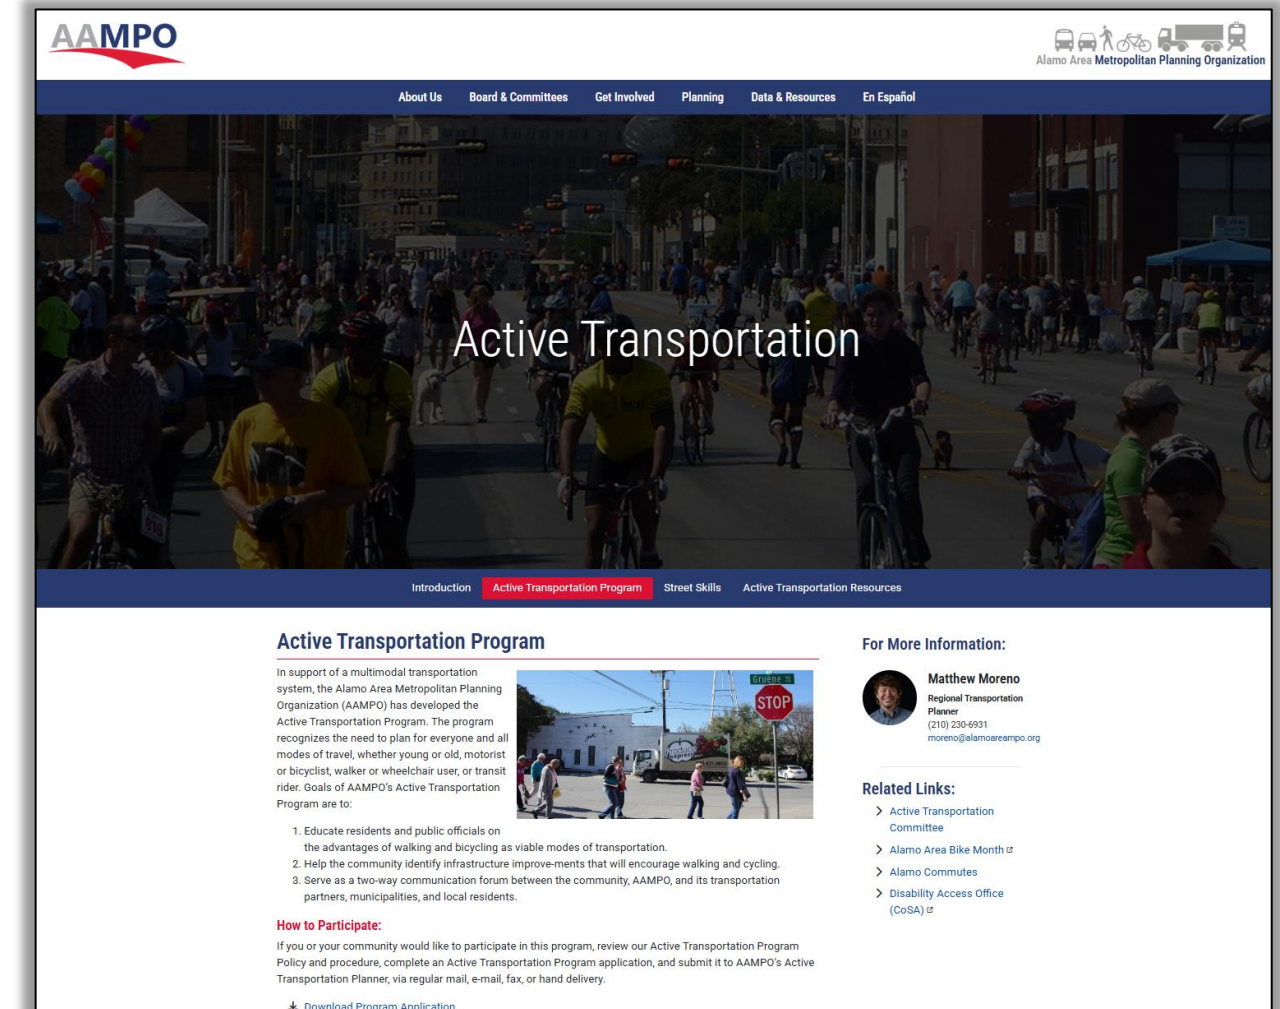 AAMPO
Alamo Area Metropolitan Planning Organization
About Us Board & Committees Get Involved Planning Data & Resources En Español
Active Transportation
Introduction Active Transportation Program Street Skills Active Transportation Resources
Active Transportation Program
In support of a multimodal transportation
system, the Alamo Area Metropolitan Planning
Organization (AAMPO) has developed the
Active Transportation Program. The program
recognizes the need to plan for everyone and all
modes of travel, whether young or old, motorist
or bicyclist, walker or wheelchair user, or transit
rider. Goals of AAMPO's Active Transportation
Program are to:
Gruene
STOP
1. Educate residents and public officials on
the advantages of walking and bicycling as viable modes of transportation.
2. Help the community identify infrastructure improve-ments that will encourage walking and cycling.
3. Serve as a two-way communication forum between the community, AAMPO, and its transportation
partners, municipalities, and local residents.
How to Participate:
If you or your community would like to participate in this program, review our Active Transportation Program
Policy and procedure, complete an Active Transportation Program application, and submit it to AAMPO's Active
Transportation Planner, via regular mail, e-mail, fax, or hand delivery.
Download Program Application
For More Information:
Matthew Moreno
Regional Transportation
Planner
(210) 230-6931
moreno@alamoareampo.org
Related Links:
Active Transportation
Committee
Alamo Area Bike Month
Alamo Commutes
Disability Access Office
(CoSA)